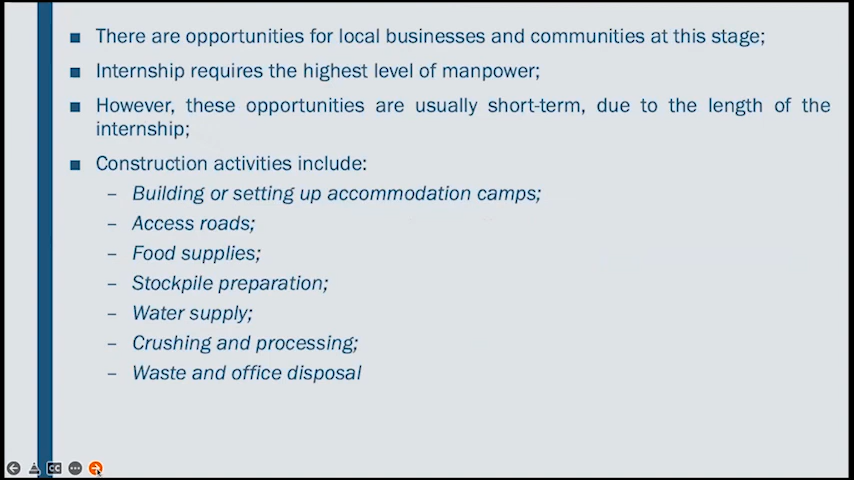 ■ There are opportunities for local businesses and communities at this stage;
■ Internship requires the highest level of manpower;
■ However, these opportunities are usually short-term, due to the length of the
internship;
■ Construction activities include:
– Building or setting up accommodation camps;
– Access roads;
– Food supplies;
– Stockpile preparation;
– Water supply;
– Crushing and processing;
– Waste and office disposal
CC